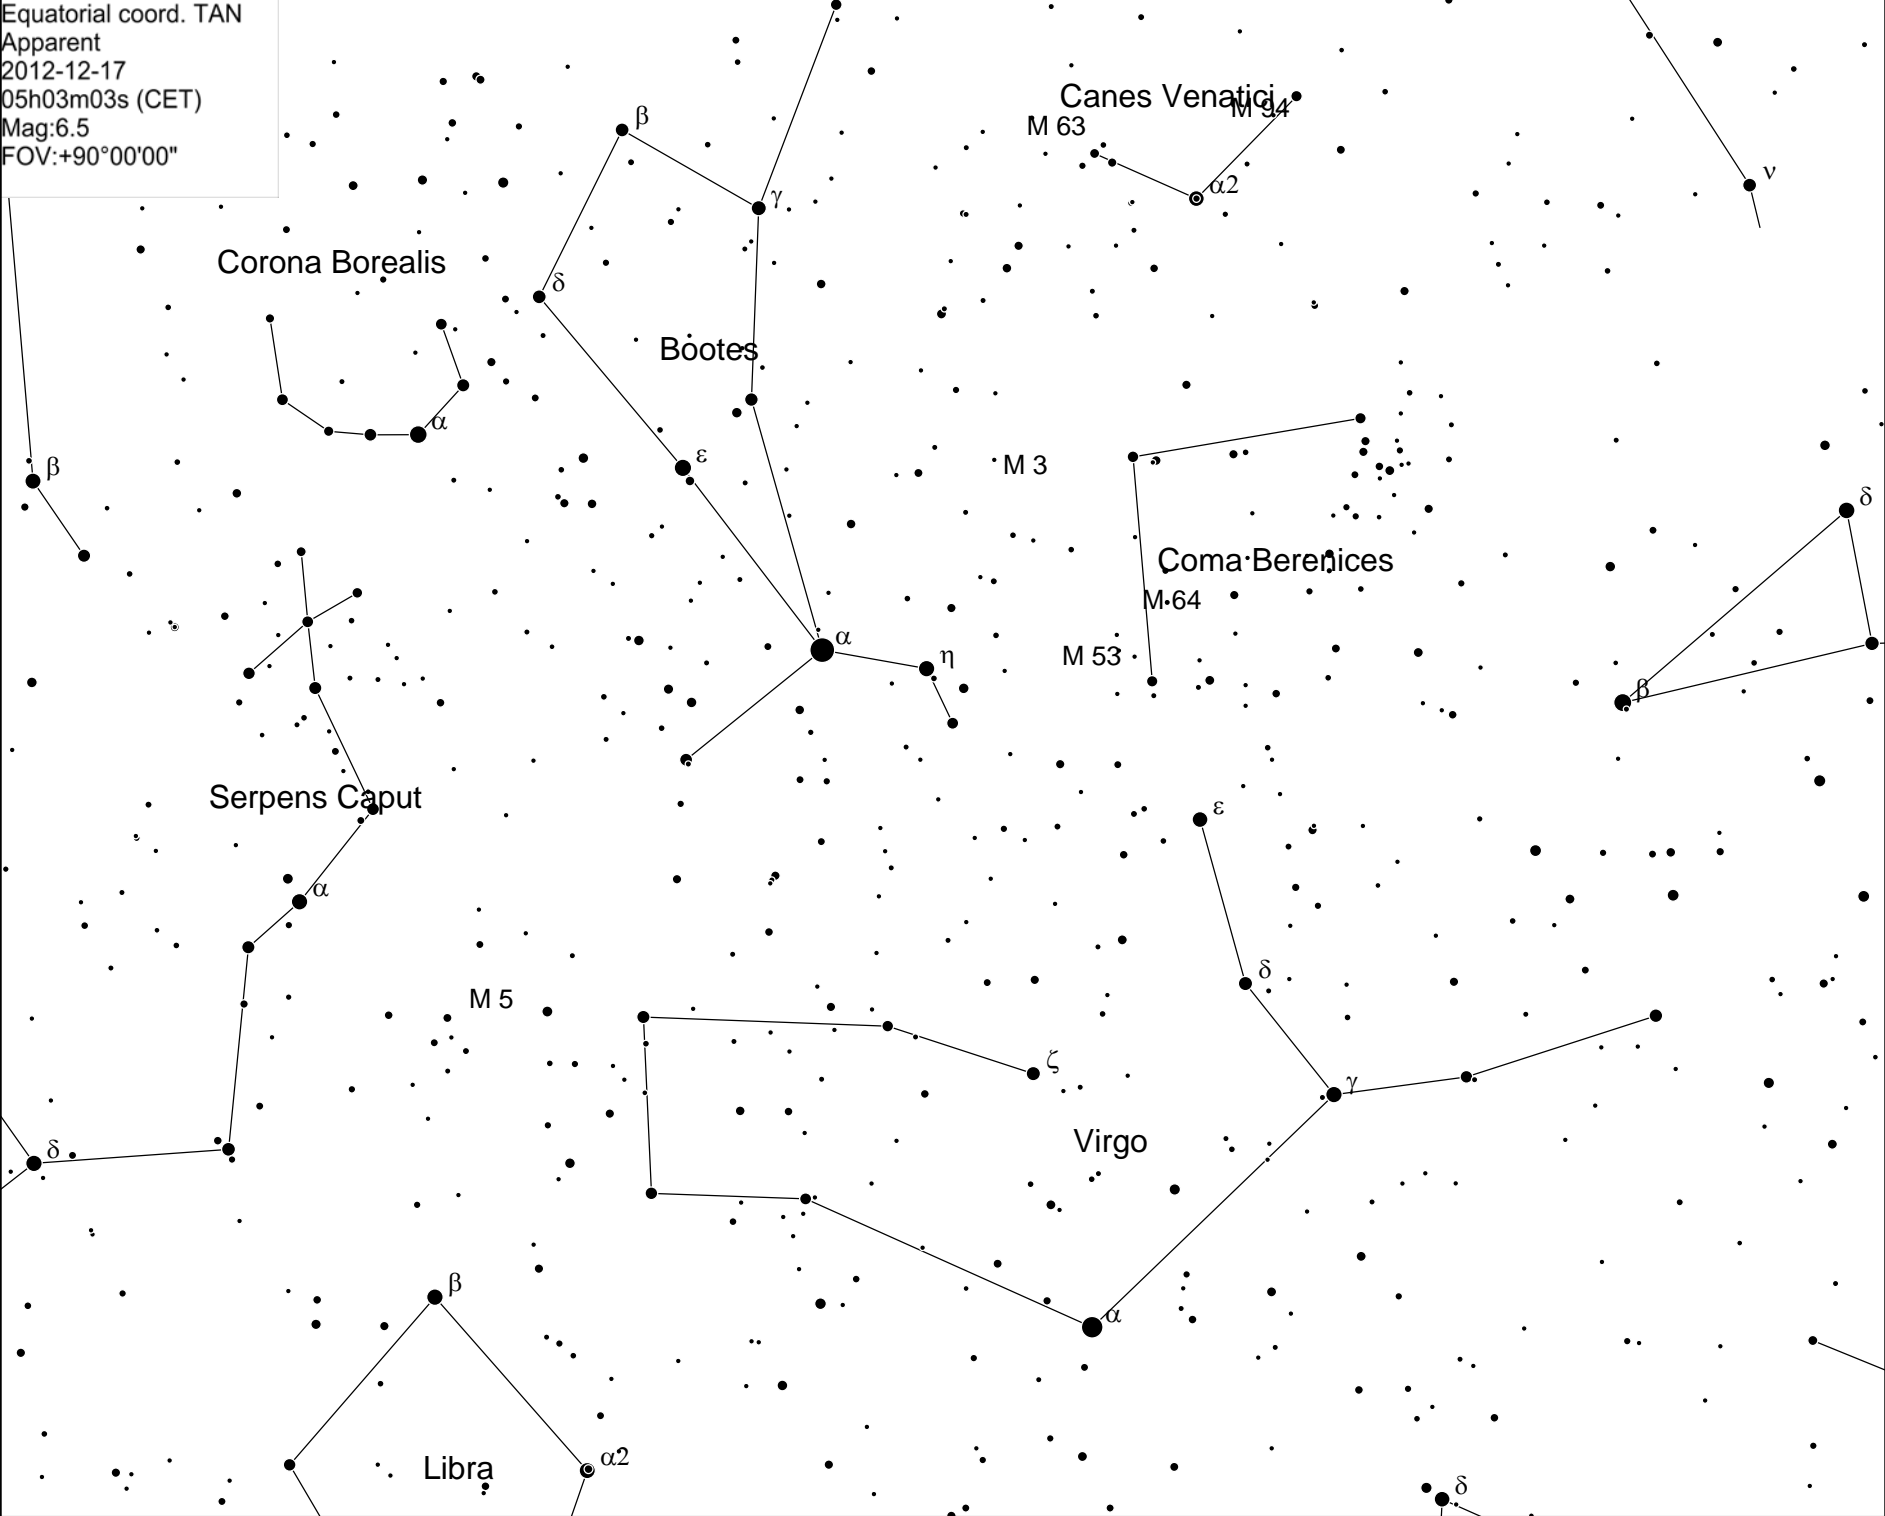 Equatorial coord. TAN
Apparent
2012-12-17
05h03m03s (CET)
Mag:6.5
FOV:+90°00'00"
Canes Venatici
M 94
M 63
β
α2
ν
γ
Corona Borealis
δ
Bootes
α
ε
β
M 3
δ
Coma Berenices
M 64
α
M 53
η
β
Serpens Caput
ε
α
δ
M 5
ζ
γ
Virgo
δ
β
α
α2
Libra
δ